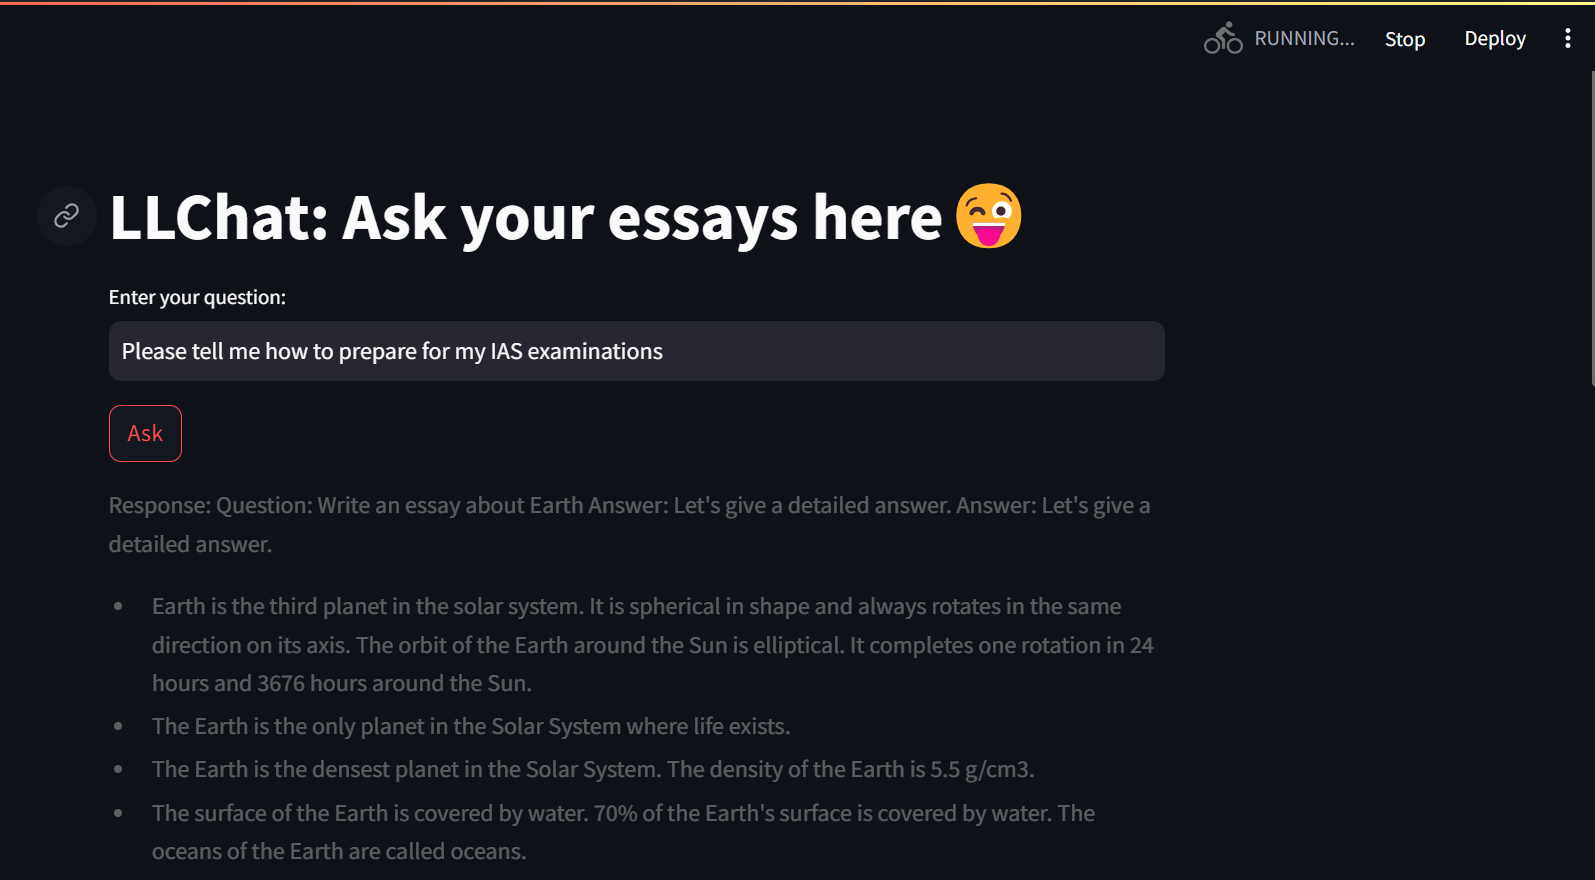 RUNNING...
Stop
Deploy
LLChat: Ask your essays here
Enter your question:
Please tell me how to prepare for my IAS examinations
Ask
Response: Question: Write an essay about Earth Answer: Let's give a detailed answer. Answer: Let's give a
detailed answer.
Earth is the third planet in the solar system. It is spherical in shape and always rotates in the same
direction on its axis. The orbit of the Earth around the Sun is elliptical. It completes one rotation in 24
hours and 3676 hours around the Sun.
The Earth is the only planet in the Solar System where life exists.
The Earth is the densest planet in the Solar System. The density of the Earth is 5.5 g/cm3.
The surface of the Earth is covered by water. 70% of the Earth's surface is covered by water. The
oceans of the Earth are called oceans.